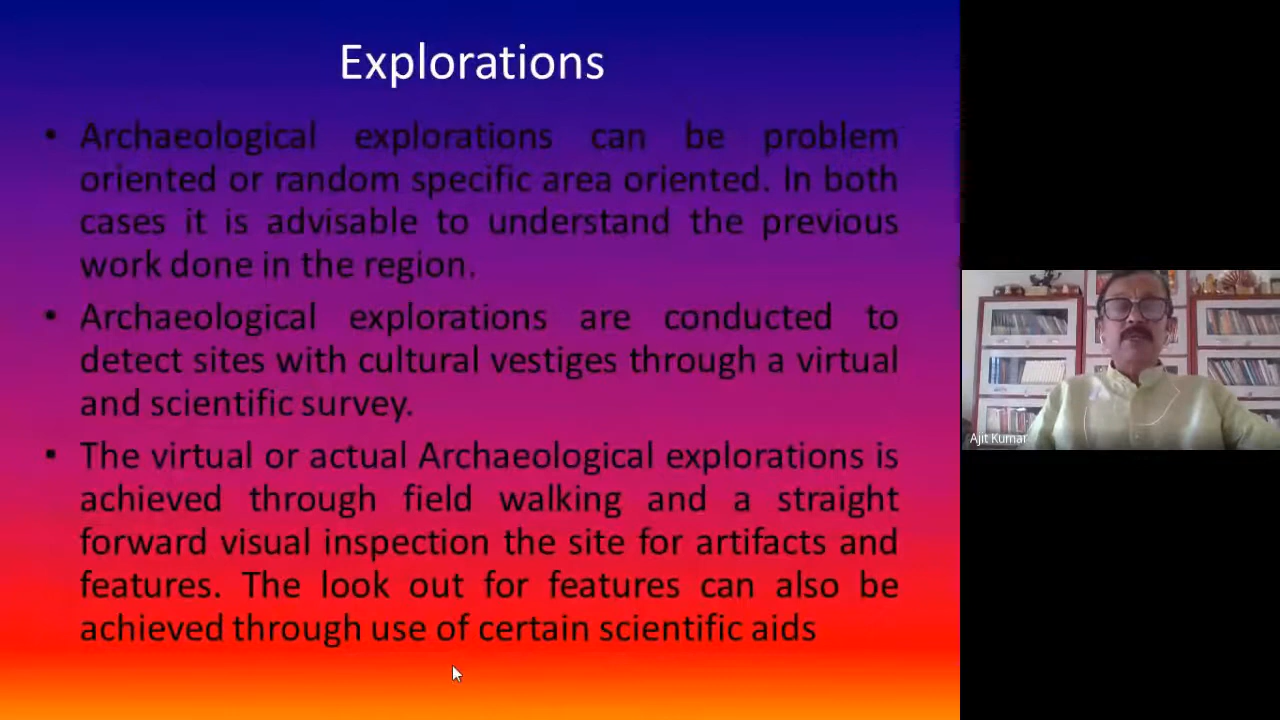 Explorations
• Archaeological explorations can be problem
oriented or random specific area oriented. In both
cases it is advisable to understand the previous
work done in the region.
• Archaeological explorations are conducted to
detect sites with cultural vestiges through a virtual
and scientific survey.
• The virtual or actual Archaeological explorations is
achieved through field walking and a straight
forward visual inspection the site for artifacts and
features. The look out for features can also be
achieved through use of certain scientific aids
Ajit Kumar